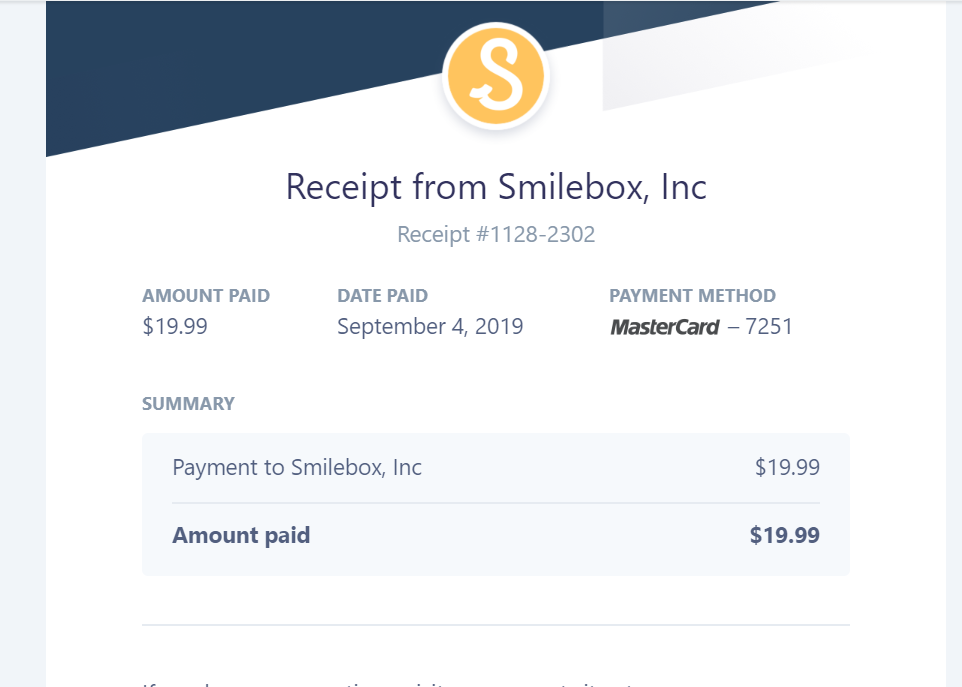 S
Receipt from Smilebox, Inc
Receipt #1128-2302
AMOUNT PAID DATE PAID PAYMENT METHOD
$19.99 September 4, 2019 MasterCard – 7251
SUMMARY
Payment to Smilebox, Inc $19.99
Amount paid $19.99